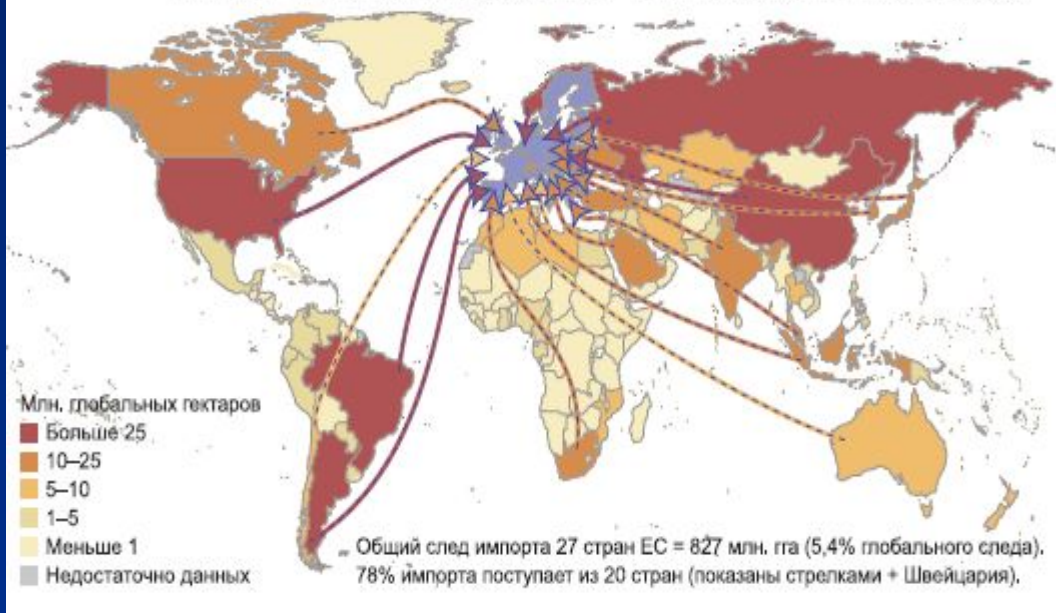 Млн. глобальных гектаров
Больше 25
10–25
5–10
1–5
Меньше 1
Недостаточно данных
Общий след импорта 27 стран ЕС = 827 млн. гга (5,4% глобального следа).
78% импорта поступает из 20 стран (показаны стрелками + Швейцария).